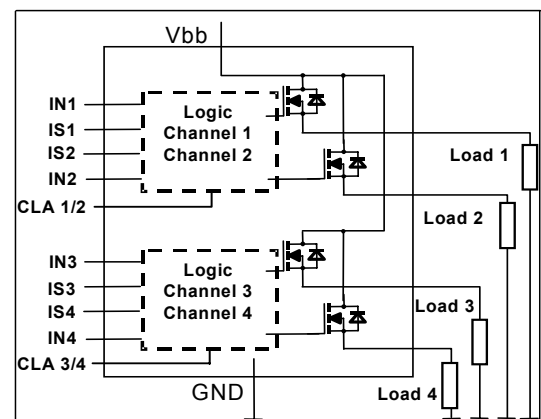 Vbb
IN1
IS1
IS2
IN2
CLA 1/2
Logic
Channel 1
Channel 2
Load 1
Load 2
IN3
IS3
IS4
IN4
CLA 3/4
Logic
Channel 3
Channel 4
Load 3
Load 4
GND